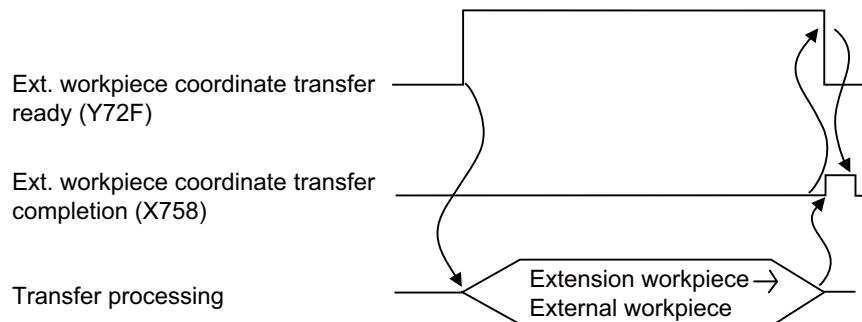 Ext. workpiece coordinate transfer
ready (Y72F)
Ext. workpiece coordinate transfer
completion (X758)
Transfer processing
Extension workpiece →
External workpiece